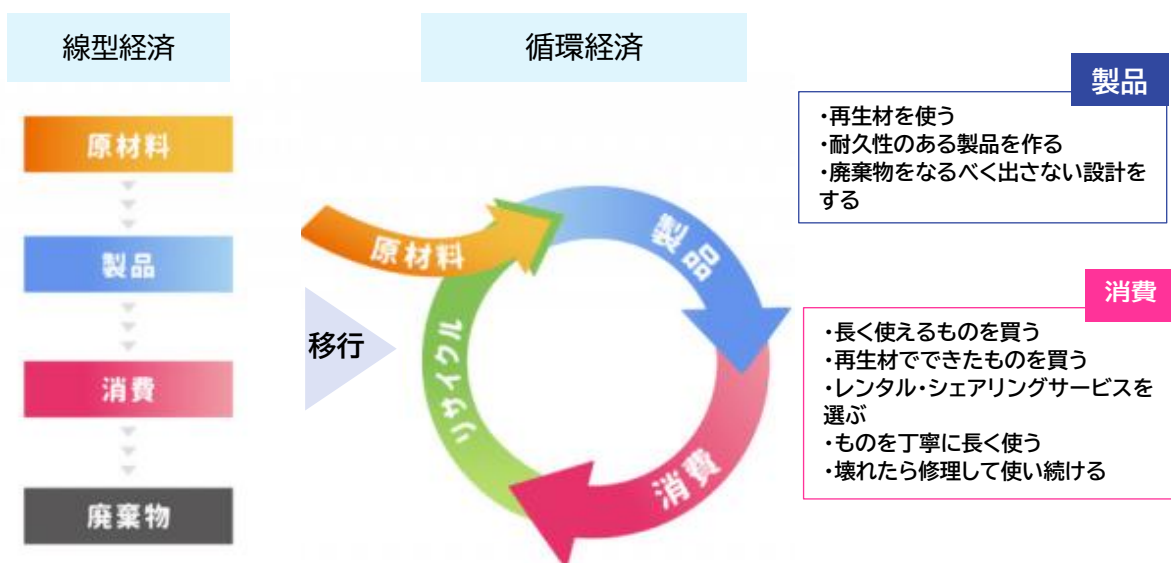 線型経済
原材料
製品
消費
廃棄物
移行
循環経済
原材料
製品
消費
リサイクル
製品
・再生材を使う
・耐久性のある製品を作る
・廃棄物をなるべく出さない設計を
する
消費
・長く使えるものを買う
・再生材でできたものを買う
・レンタル・シェアリングサービスを
選ぶ
・ものを丁寧に長く使う
・壊れたら修理して使い続ける